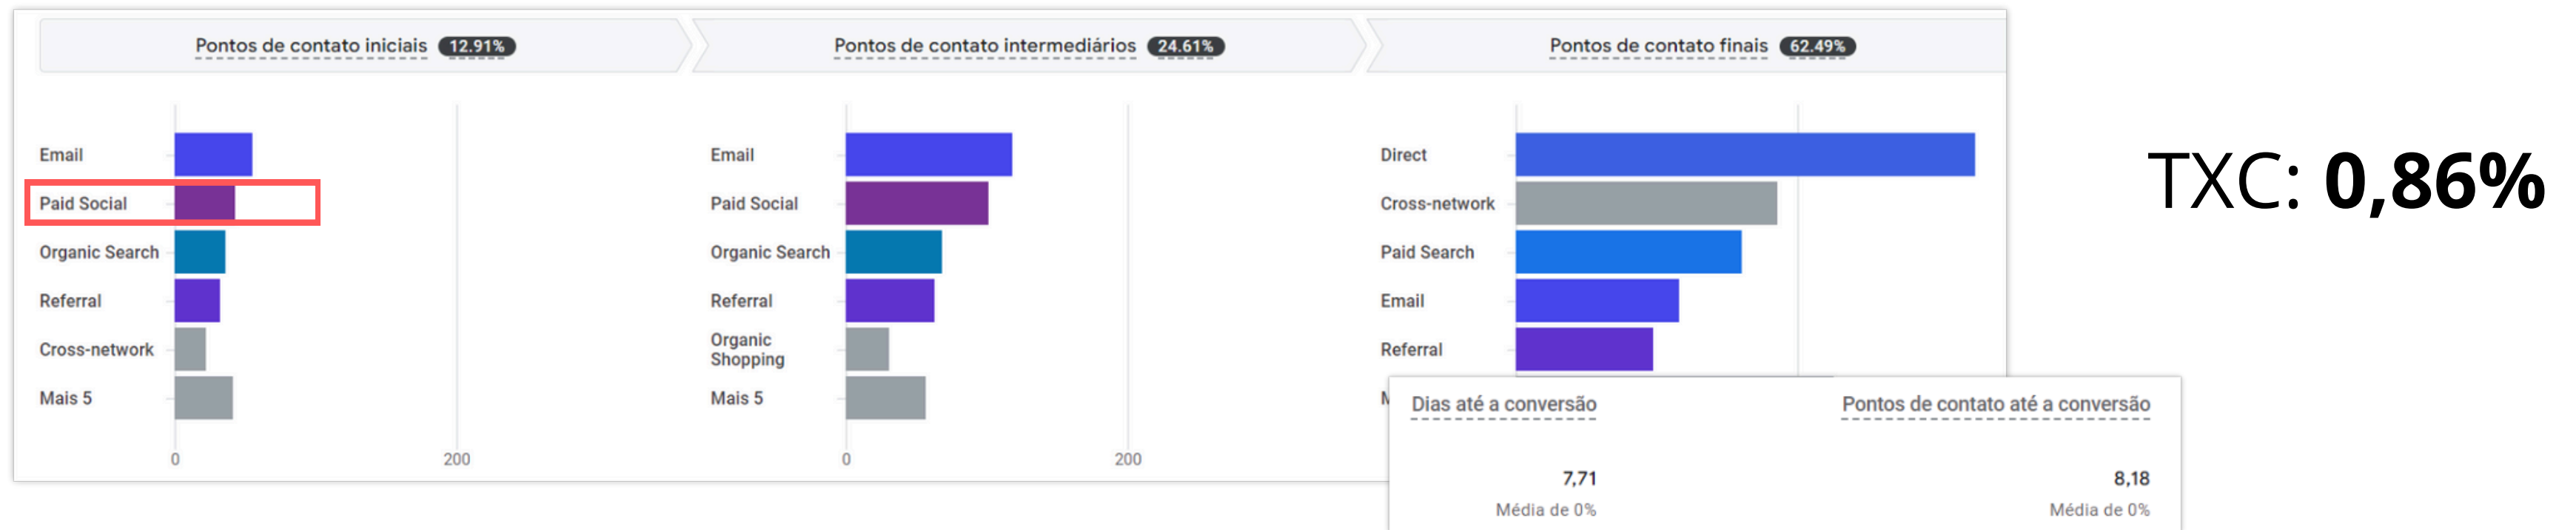 Pontos de contato iniciais 12.91%
Pontos de contato intermediários 24.61%
Pontos de contato finais 62.49%
Email
Paid Social
Organic Search
Referral
Cross-network
Mais 5
0
200
Email
Paid Social
Organic Search
Referral
Organic
Shopping
Mais 5
0
200
Direct
Cross-network
Paid Search
Email
Referral
Dias até a conversão
Pontos de contato até a conversão
7,71
8,18
Média de 0%
Média de 0%
TXC: 0,86%